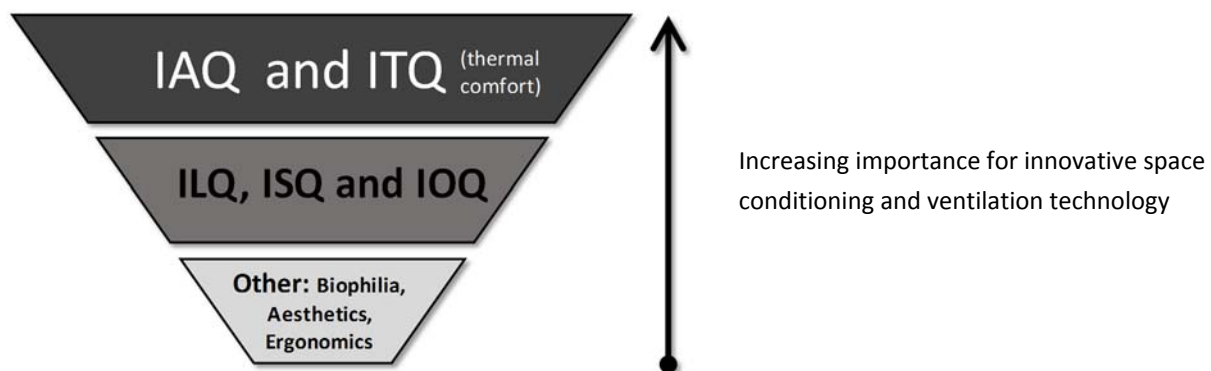 IAQ and ITQ (thermal
comfort)
ILQ, ISQ and IOQ
Other: Biophilia,
Aesthetics,
Ergonomics
Increasing importance for innovative space
conditioning and ventilation technology